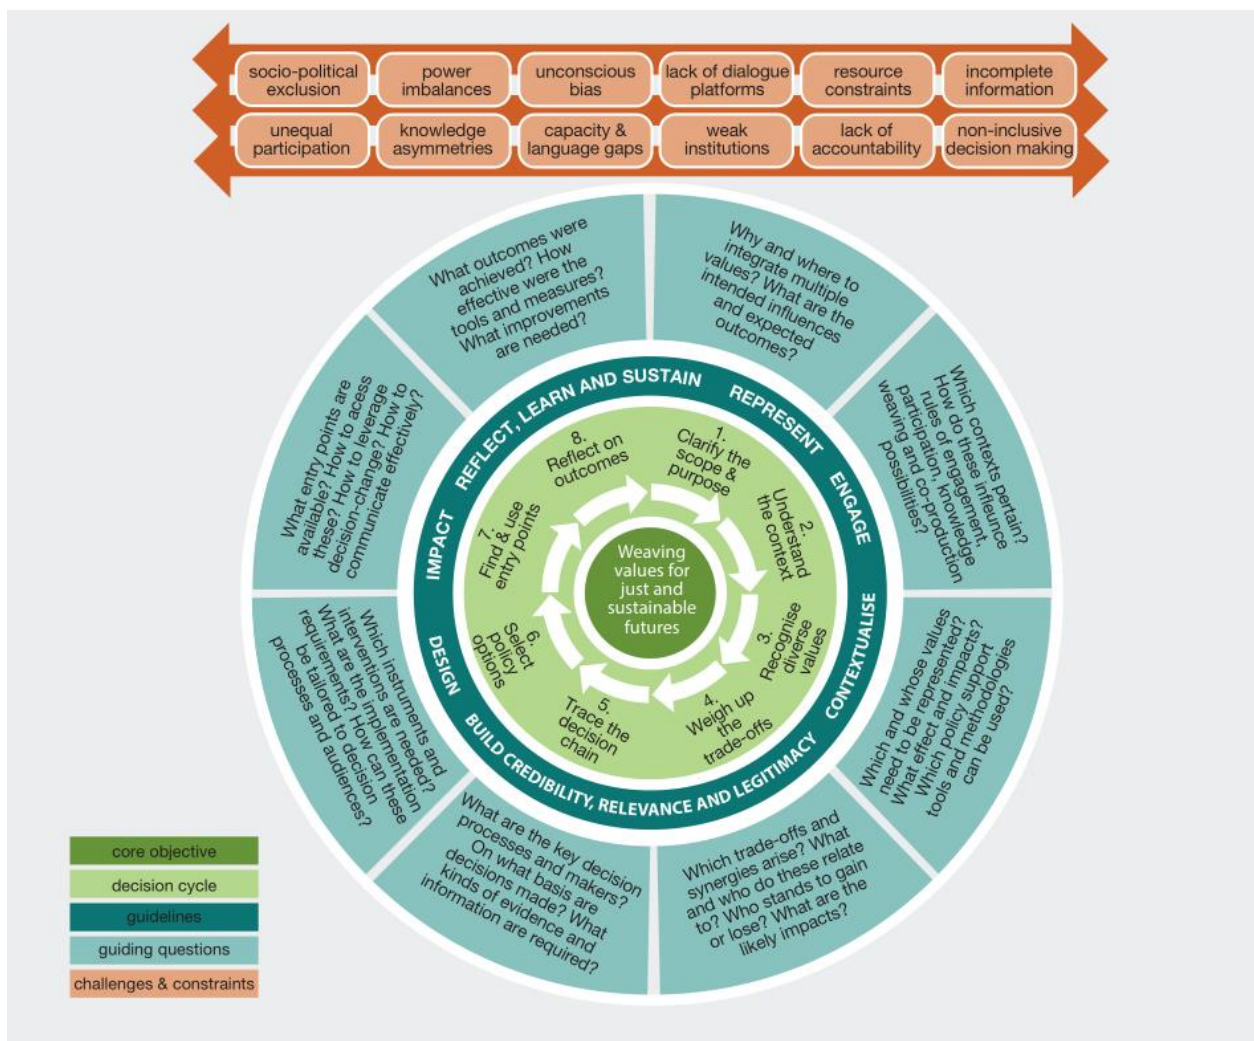 socio-political
exclusion
power
imbalances
unconscious
bias
lack of dialogue
platforms
resource
constraints
incomplete
information
unequal
participation
knowledge
asymmetries
capacity &
language gaps
weak
institutions
lack of
accountability
non-inclusive
decision making
What outcomes were
achieved? How
effective were the
tools and measures?
What improvements
are needed?
Why and where to
integrate multiple
values? What are the
intended influences
and expected
outcomes?
Which contexts pertain?
How do these infleunce
rules of engagement,
participation, knowledge
weaving and co-production
possibilities?
Which and whose values
need to be represented?
What effect and impacts?
Which policy support
tools and methodologies
can be used?
Which trade-offs and
synergies arise? What
and who do these relate
to? Who stands to gain
or lose? What are the
likely impacts?
What are the key decision
processes and makers?
On what basis are
decisions made? What
kinds of evidence and
information are required?
Which instruments and
interventions are needed?
What are the implementation
requirements? How can these
be tailored to decision
processes and audiences?
What entry points are
available? How to acess
these? How to leverage
decision-change? How to
communicate effectively?
REFLECT, LEARN AND SUSTAIN
REPRESENT
ENGAGE
CONTEXTUALISE
BUILD CREDIBILITY, RELEVANCE AND LEGITIMACY
DESIGN
IMPACT
1.
Clarify the
scope &
purpose
2.
Understand
the context
3.
Recognise
diverse
values
4.
Weigh up
the
trade-offs
5.
Trace the
decision
chain
6.
Select
policy
options
7.
Find & use
entry points
8.
Reflect on
outcomes
Weaving
values for
just and
sustainable
futures
core objective
decision cycle
guidelines
guiding questions
challenges & constraints